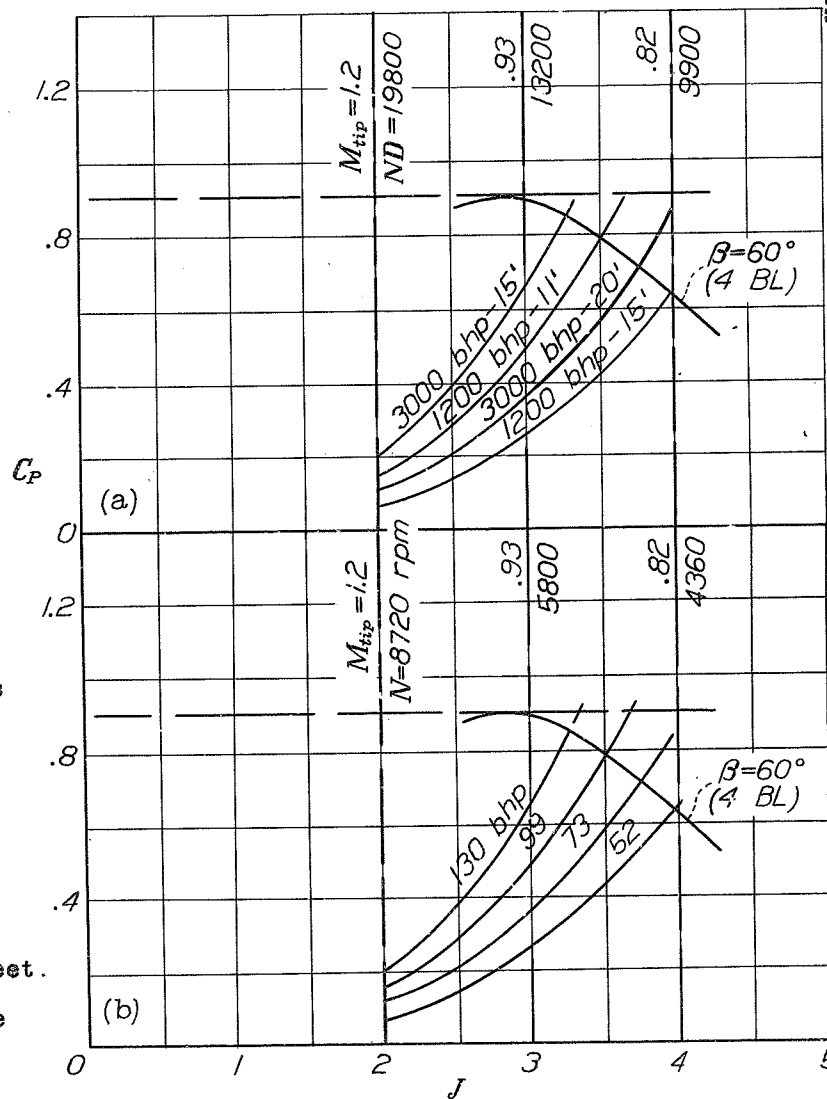 1.2
.8
.4
C_P
0
(a)
M_tip = 1.2
ND = 19800
.93
13200
.82
9900
β=60°
(4 BL)
3000 bhp-15'
1200 bhp-11'
3000 bhp-20'
1200 bhp-15'
1.2
.8
.4
(b)
M_tip = 1.2
N=8720 rpm
.93
5800
.82
4360
β=60°
(4 BL)
130 bhp
99
73
52
eet.
e
0 1 2 3 4 5
J